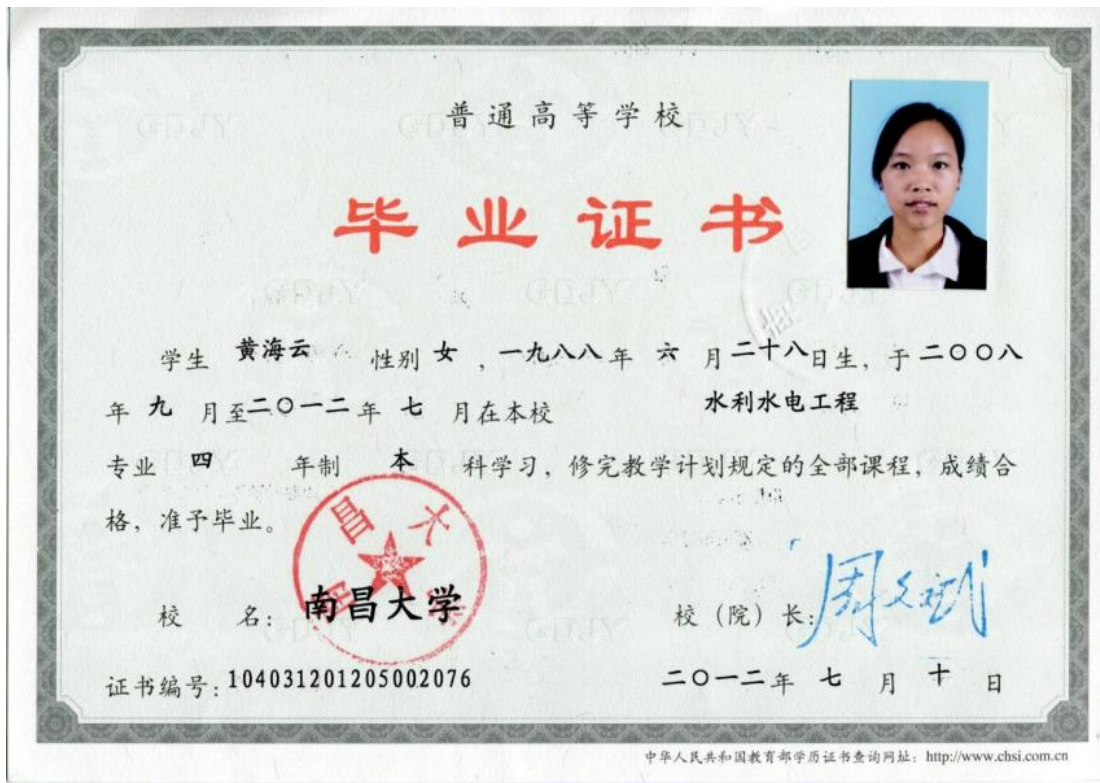 普通高等学校
毕业证书
学生 黄海云 性别 女 ，一九八八 年 六 月 二十八 日生，于 二〇〇八
年 九 月至 二〇一二 年 七 月在本校 水利水电工程
专业 四 年制 本 科学习，修完教学计划规定的全部课程，成绩合
格，准予毕业。
校 名：南昌大学 校（院）长：周文斌
证书编号：104031201205002076 二〇一二 年 七 月 十 日
中华人民共和国教育部学历证书查询网址：http://www.chsi.com.cn